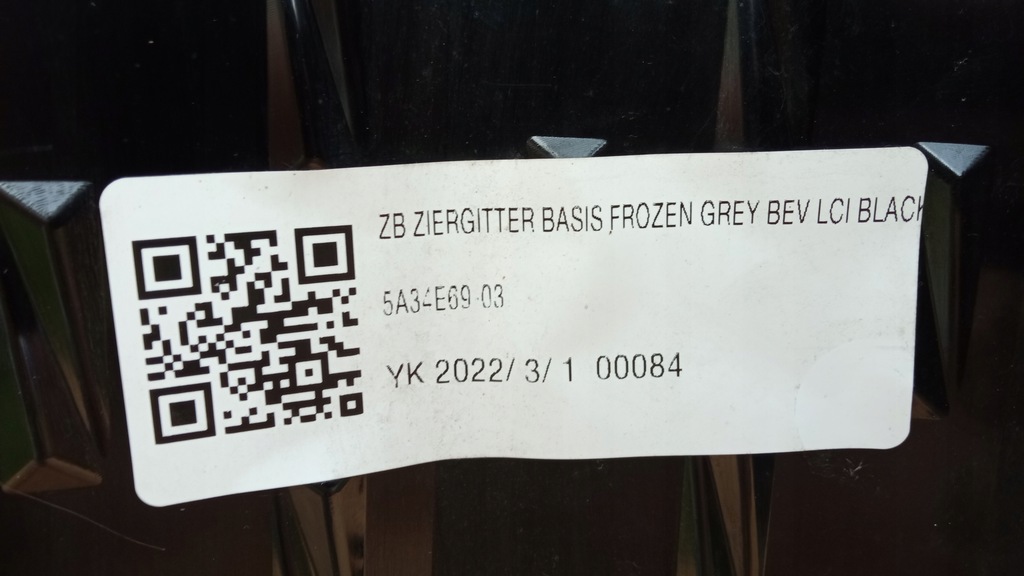 ZB ZIERGITTER BASIS FROZEN GREY BEV LCI BLACK
5A34E69-03
YK 2022/ 3/ 1 00084